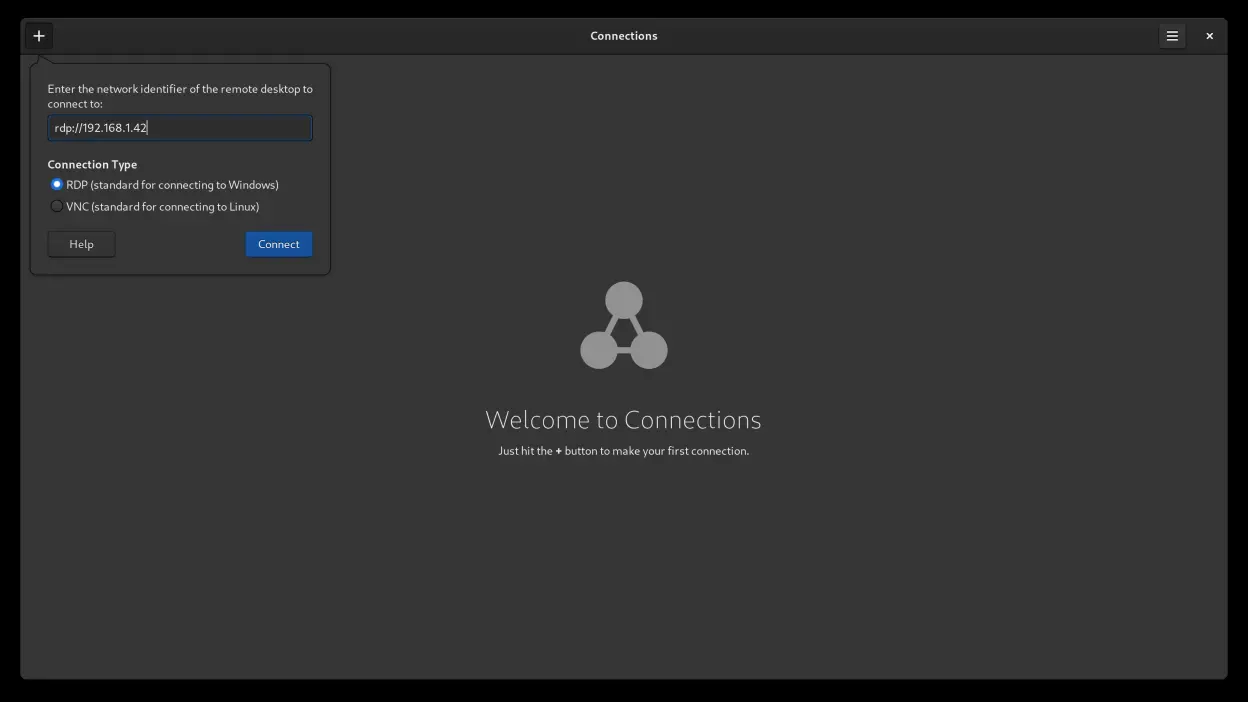 Connections
Enter the network identifier of the remote desktop to
connect to:
rdp://192.168.1.42
Connection Type
RDP (standard for connecting to Windows)
VNC (standard for connecting to Linux)
Help
Connect
Welcome to Connections
Just hit the + button to make your first connection.